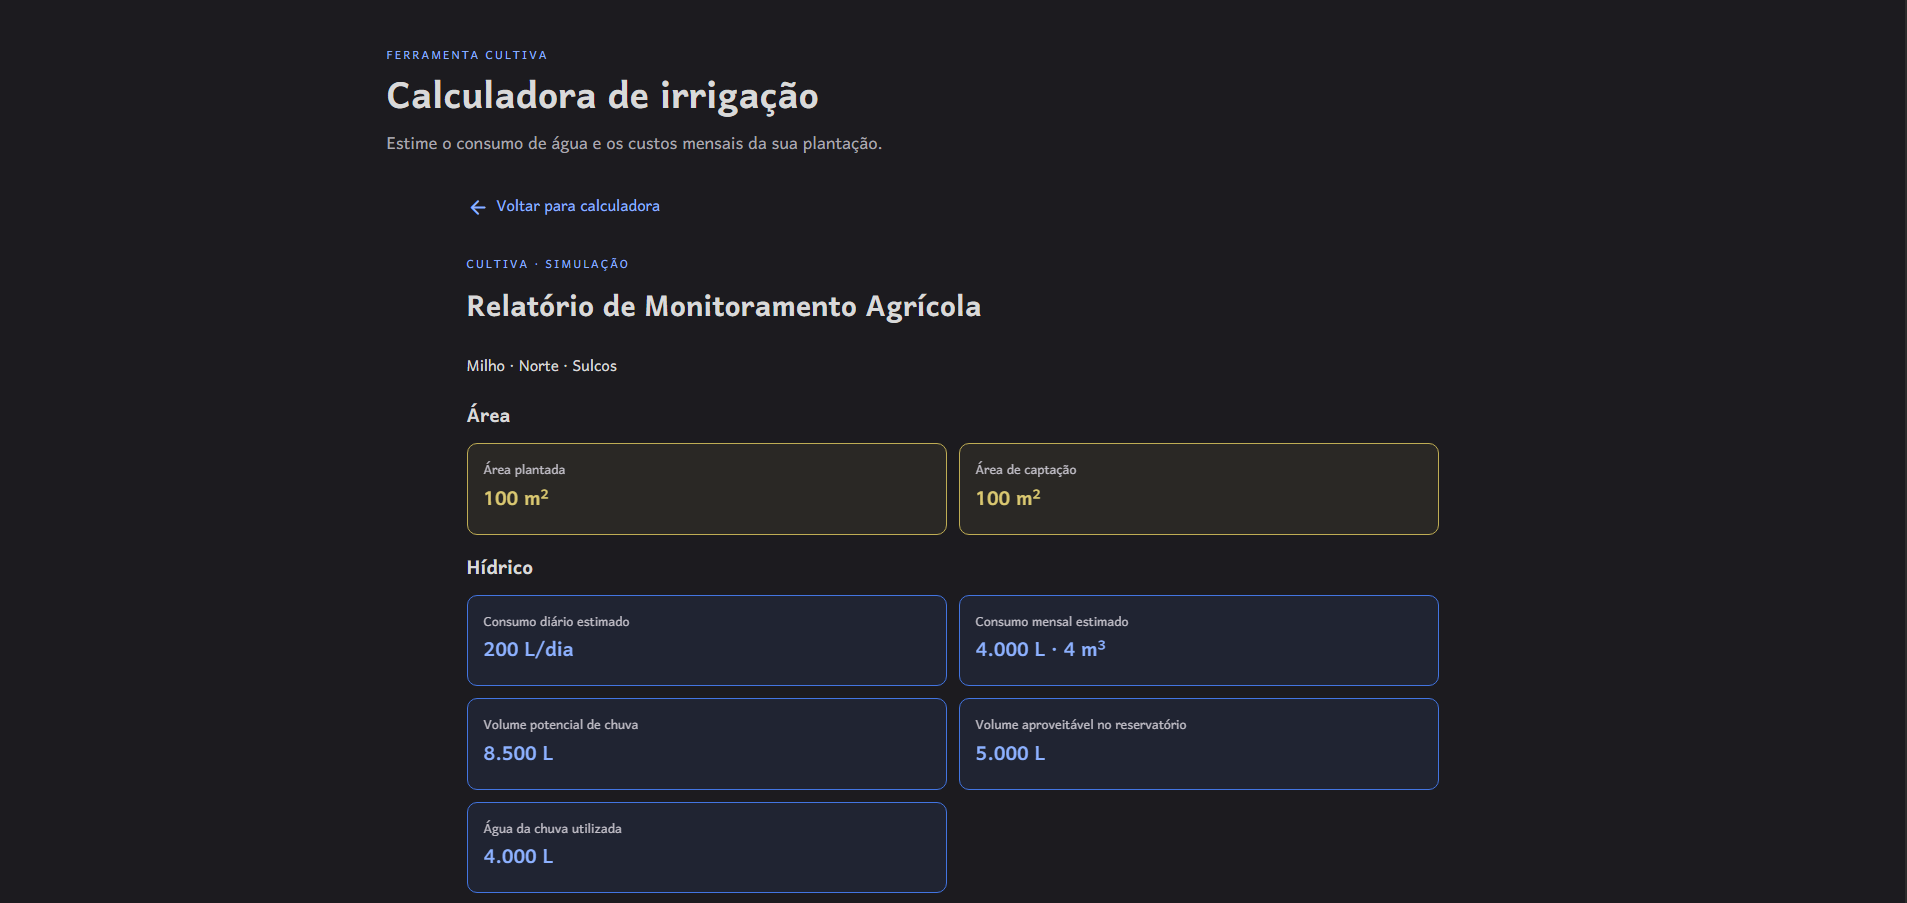 FERRAMENTA CULTIVA
Calculadora de irrigação
Estime o consumo de água e os custos mensais da sua plantação.
Voltar para calculadora
CULTIVA · SIMULAÇÃO
Relatório de Monitoramento Agrícola
Milho · Norte · Sulcos
Área
Área plantada
100 m²
Área de captação
100 m²
Hídrico
Consumo diário estimado
200 L/dia
Consumo mensal estimado
4.000 L · 4 m³
Volume potencial de chuva
8.500 L
Volume aproveitável no reservatório
5.000 L
Água da chuva utilizada
4.000 L